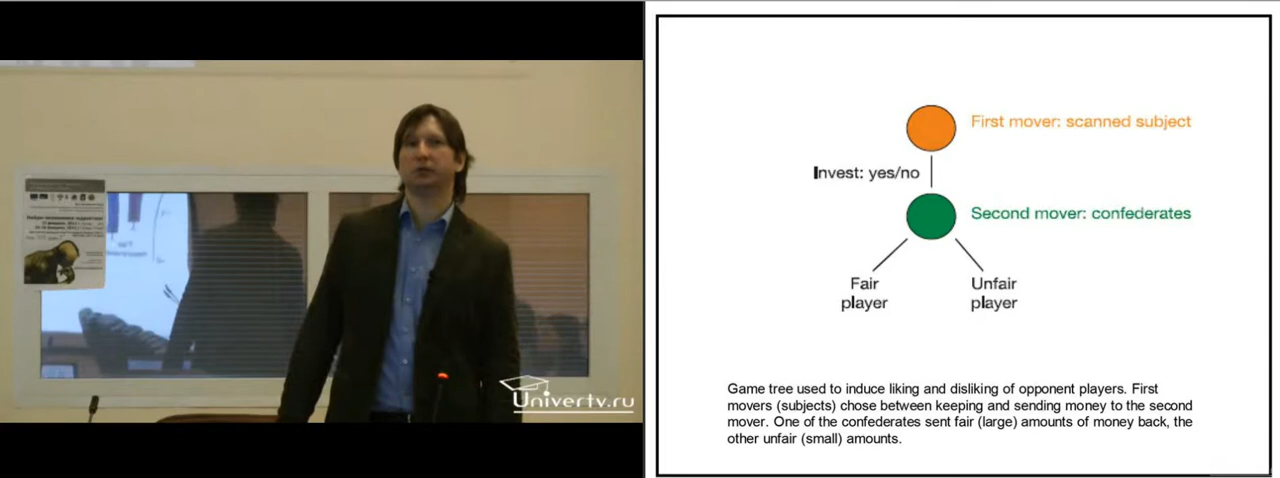 Univertv.ru
First mover: scanned subject
Invest: yes/no
Second mover: confederates
Fair
player
Unfair
player
Game tree used to induce liking and disliking of opponent players. First
movers (subjects) chose between keeping and sending money to the second
mover. One of the confederates sent fair (large) amounts of money back, the
other unfair (small) amounts.